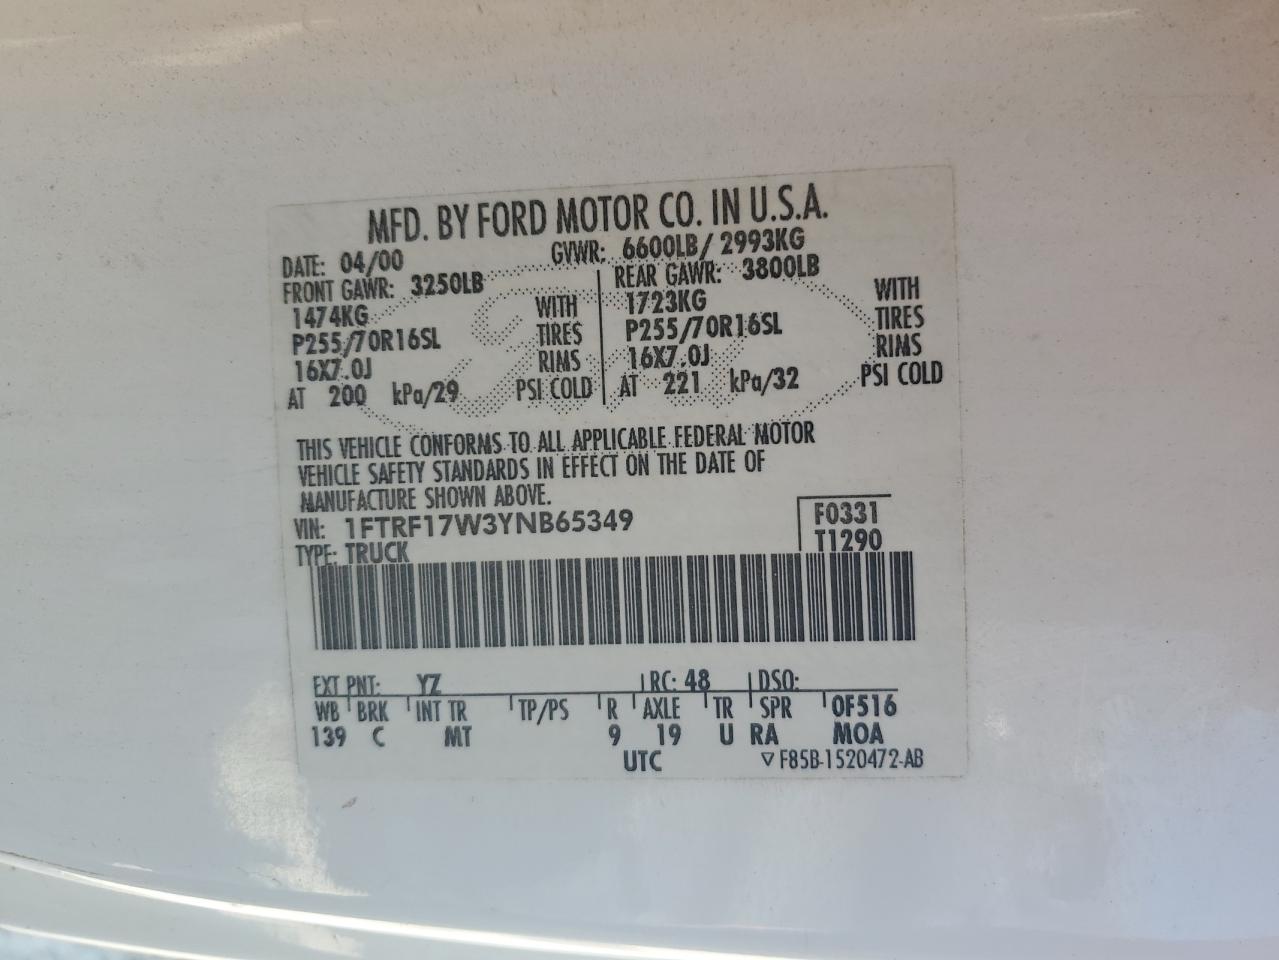 MFD. BY FORD MOTOR CO. IN U.S.A.
DATE: 04/00 GVWR: 6600LB/ 2993KG
FRONT GAWR: 3250LB REAR GAWR: 3800LB
1474KG WITH 1723KG WITH
P255/70R16SL TIRES P255/70R16SL TIRES
16X7.0J RIMS 16X7.0J RIMS
AT 200 kPa/29 PSI COLD AT 221 kPa/32 PSI COLD
THIS VEHICLE CONFORMS TO ALL APPLICABLE FEDERAL MOTOR
VEHICLE SAFETY STANDARDS IN EFFECT ON THE DATE OF
MANUFACTURE SHOWN ABOVE.
VIN: 1FTRF17W3YNB65349 F0331
TYPE: TRUCK T1290
EXT PNT: YZ RC: 48 DSO:
WB BRK INT TR TP/PS R AXLE TR SPR 0F516
139 C MT 9 19 U RA MOA
UTC ▽ F85B-1520472-AB